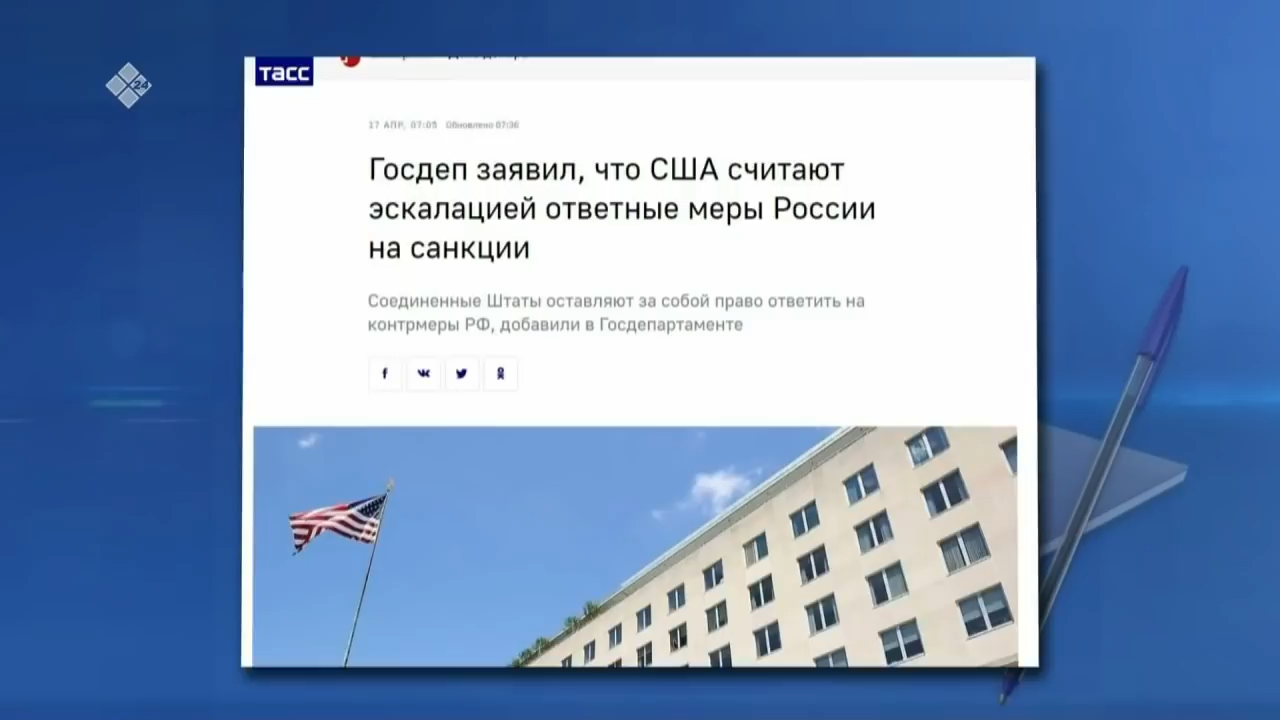 24
ТАСС
17 АПР, 07:05 Обновлено 07:36
Госдеп заявил, что США считают
эскалацией ответные меры России
на санкции
Соединенные Штаты оставляют за собой право ответить на
контрмеры РФ, добавили в Госдепартаменте